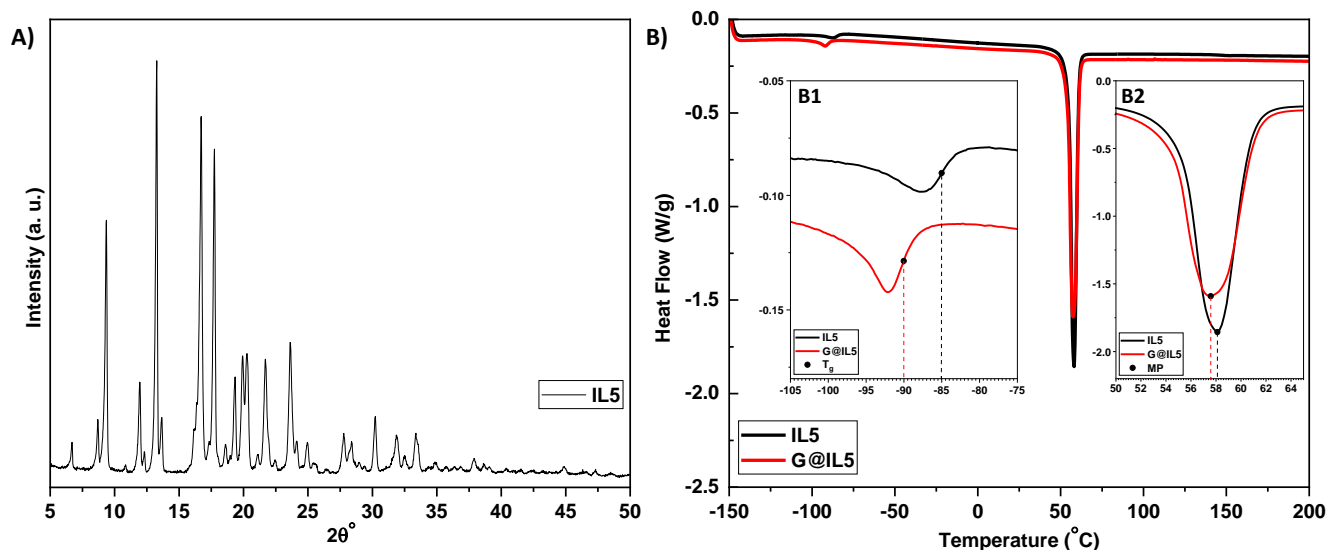 A)
Intensity (a. u.)
IL5
5 10 15 20 25 30 35 40 45 50
2θ°
B)
Heat Flow (W/g)
0.0
-0.5
-1.0
-1.5
-2.0
-2.5
-150 -100 -50 0 50 100 150 200
Temperature (°C)
IL5
G@IL5
B1
-0.05
-0.10
-0.15
IL5
G@IL5
Tg
-105 -100 -95 -90 -85 -80 -75
B2
0.0
-0.5
-1.0
-1.5
-2.0
IL5
G@IL5
MP
50 52 54 56 58 60 62 64